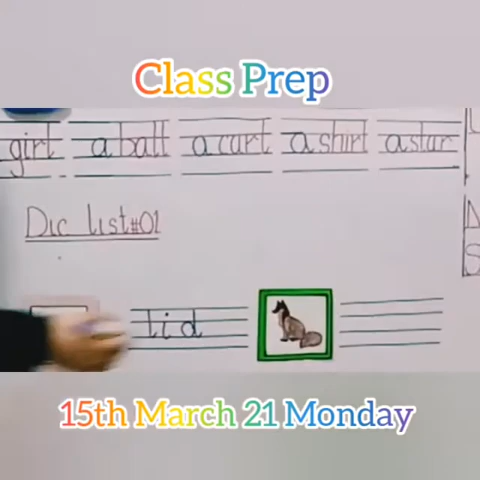 Class Prep
girl a ball a cart a shirt a star
Dic list#01
lid
15th March 21 Monday